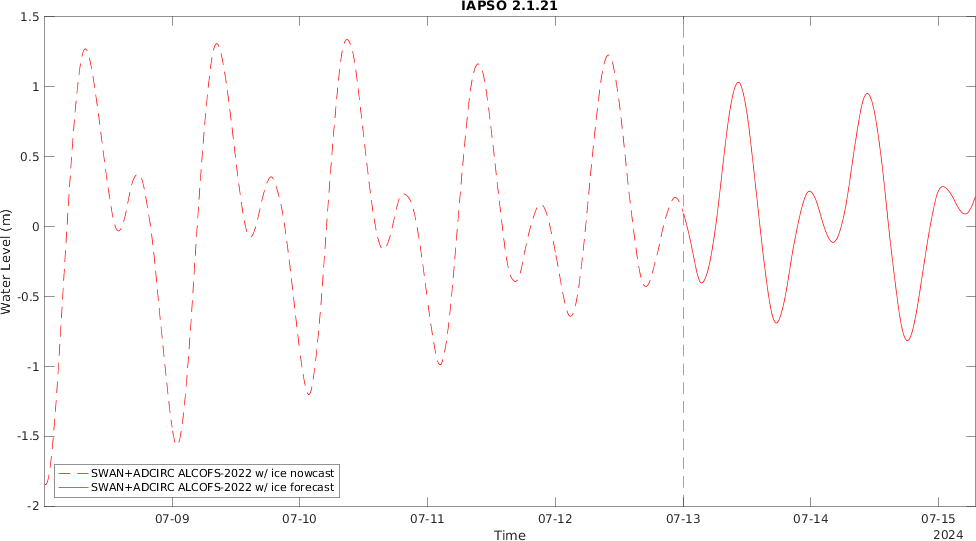 IAPSO 2.1.21
1.5
1
0.5
0
-0.5
-1
-1.5
-2
Water Level (m)
SWAN+ADCIRC ALCOFS-2022 w/ ice nowcast
SWAN+ADCIRC ALCOFS-2022 w/ ice forecast
07-09 07-10 07-11 07-12 07-13 07-14 07-15
Time
2024